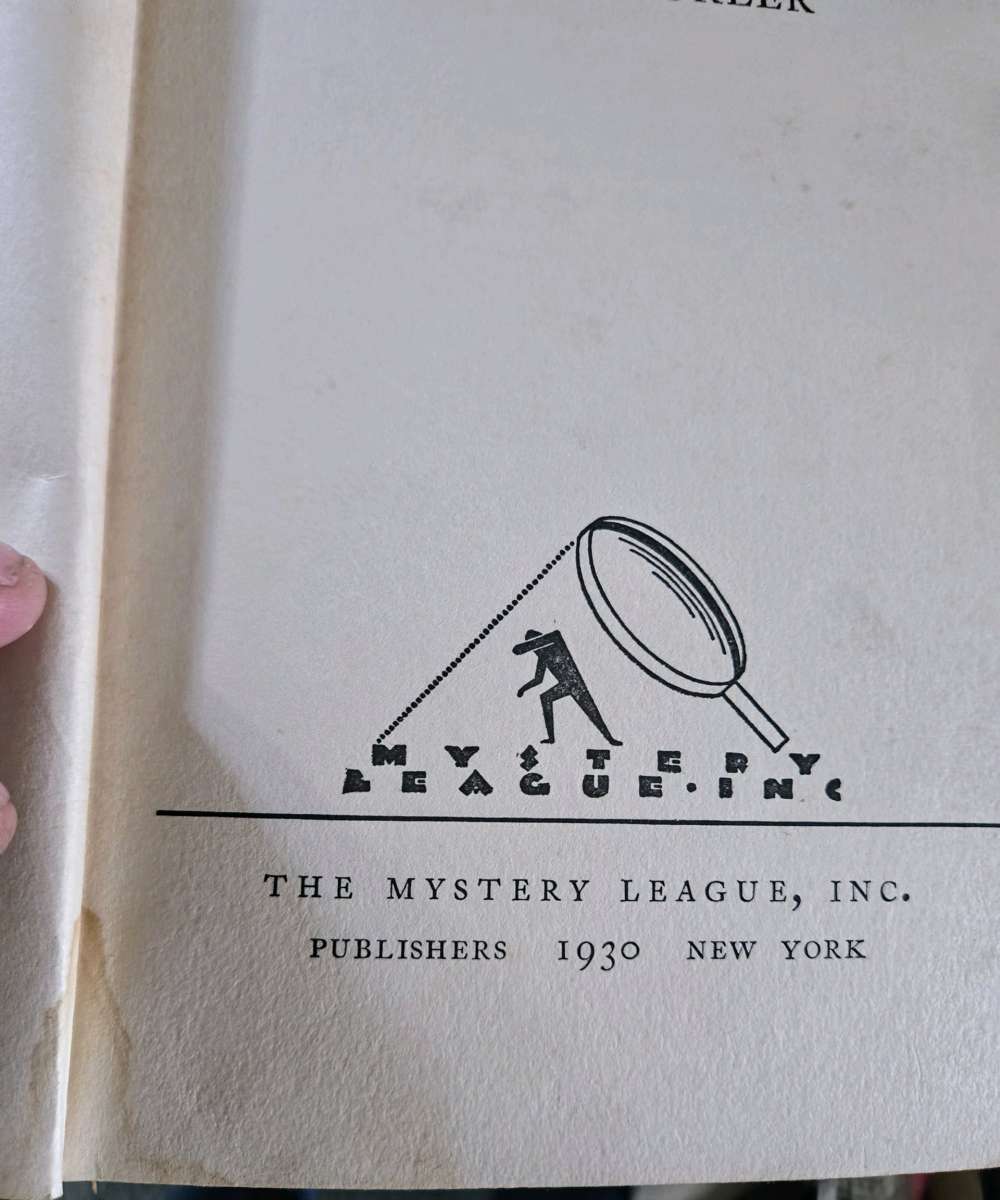 MYSTERY
LEAGUE·INC
THE MYSTERY LEAGUE, INC.
PUBLISHERS 1930 NEW YORK